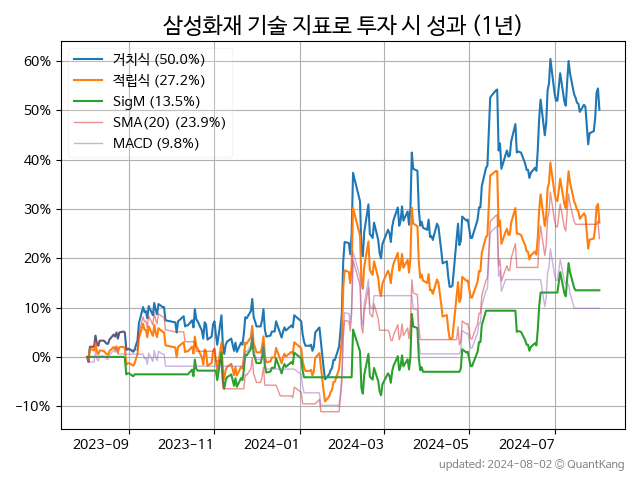 삼성화재 기술 지표로 투자 시 성과 (1년)
60%
50%
40%
30%
20%
10%
0%
−10%
거치식 (50.0%)
적립식 (27.2%)
SigM (13.5%)
SMA(20) (23.9%)
MACD (9.8%)
2023-09 2023-11 2024-01 2024-03 2024-05 2024-07
updated: 2024-08-02 © QuantKang